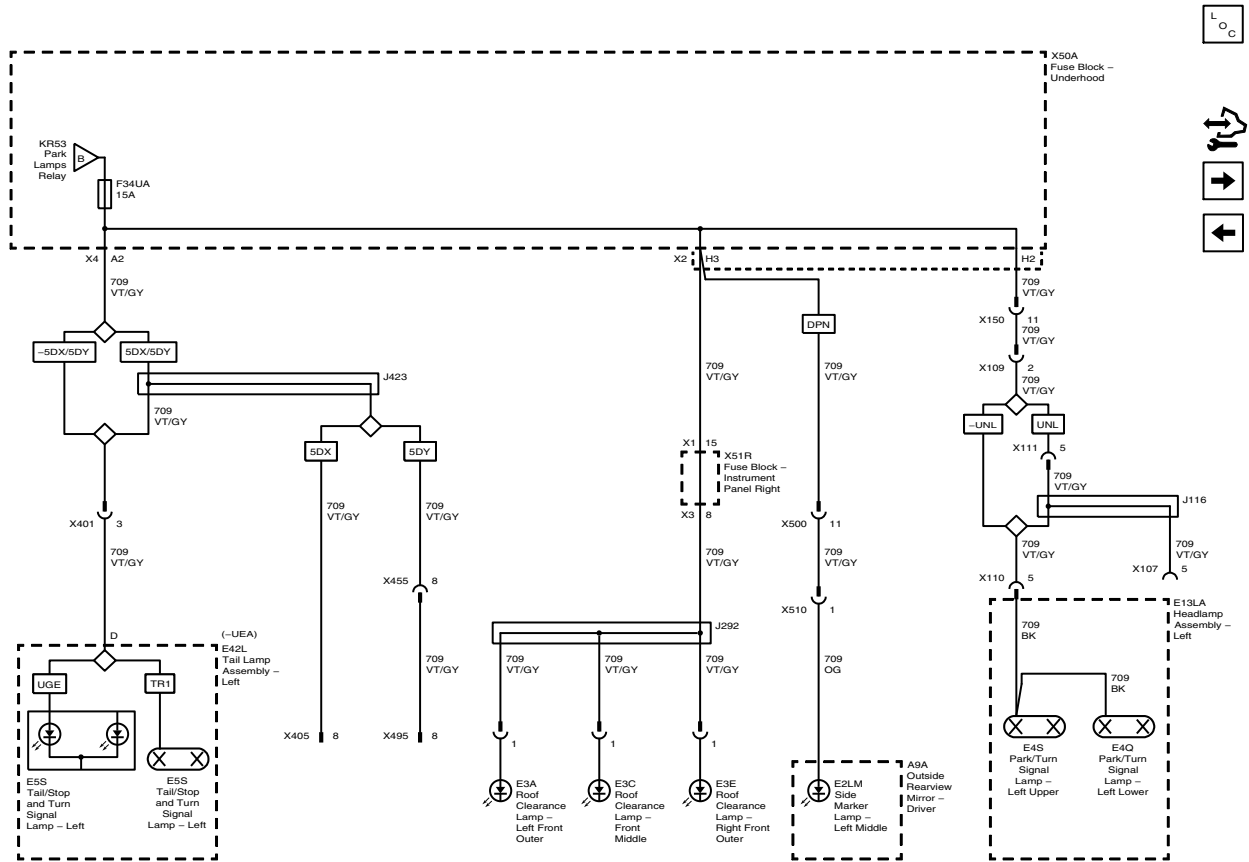 L
O
C
X50A
Fuse Block –
Underhood
KR53
Park
Lamps
Relay
B
F34UA
15A
X4 A2
X2 H3
H2
709
VT/GY
709
VT/GY
X150 11
709
VT/GY
X109 2
709
VT/GY
DPN
–5DX/5DY
5DX/5DY
J423
709
VT/GY
709
VT/GY
709
VT/GY
–UNL
UNL
X111 5
5DX
5DY
X1 15
X51R
Fuse Block –
Instrument
Panel Right
X3 8
709
VT/GY
J116
709
VT/GY
709
VT/GY
X401 3
X500 11
709
VT/GY
709
VT/GY
709
VT/GY
709
VT/GY
709
VT/GY
X107 5
X455 8
X110 5
X510 1
E13LA
Headlamp
Assembly –
Left
D
(–UEA)
E42L
Tail Lamp
Assembly –
Left
J292
709
BK
709
VT/GY
709
VT/GY
709
VT/GY
709
VT/GY
709
OG
709
BK
UGE
TR1
X405 8
X495 8
1
1
1
E5S
Tail/Stop
and Turn
Signal
Lamp – Left
E5S
Tail/Stop
and Turn
Signal
Lamp – Left
E3A
Roof
Clearance
Lamp –
Left Front
Outer
E3C
Roof
Clearance
Lamp –
Front
Middle
E3E
Roof
Clearance
Lamp –
Right Front
Outer
E2LM
Side
Marker
Lamp –
Left Middle
A9A
Outside
Rearview
Mirror –
Driver
E4S
Park/Turn
Signal
Lamp –
Left Upper
E4Q
Park/Turn
Signal
Lamp –
Left Lower